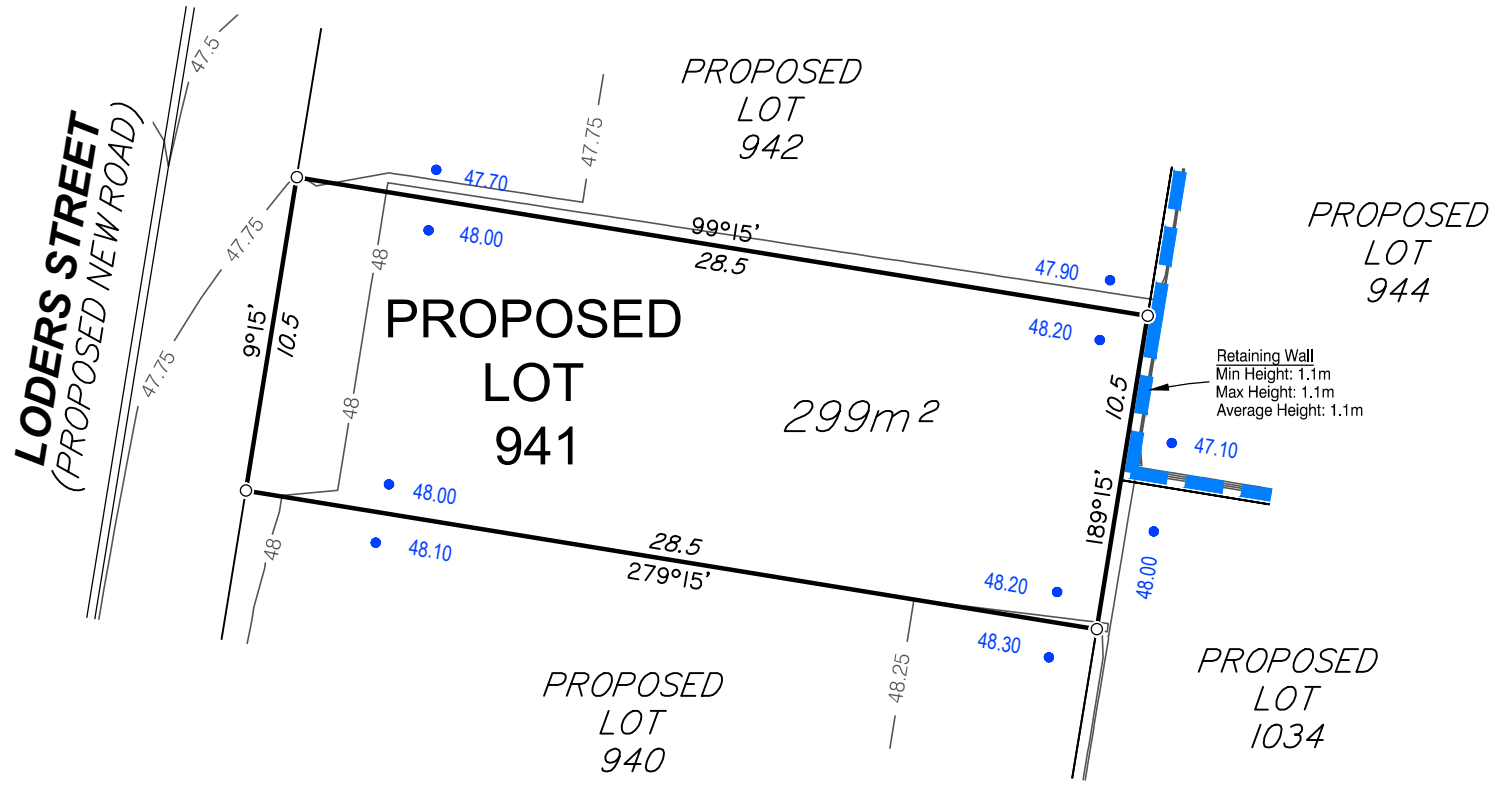 LODERS STREET
(PROPOSED NEW ROAD)
47.5
47.75
47.75
PROPOSED
LOT
942
47.75
47.70
48.00
99°15'
28.5
47.90
48.20
PROPOSED
LOT
944
Retaining Wall
Min Height: 1.1m
Max Height: 1.1m
Average Height: 1.1m
9°15'
10.5
48
48
PROPOSED
LOT
941
299m²
10.5
189°15'
47.10
48.00
48.00
48.10
48
28.5
279°15'
48.20
48.30
48.25
PROPOSED
LOT
940
PROPOSED
LOT
1034